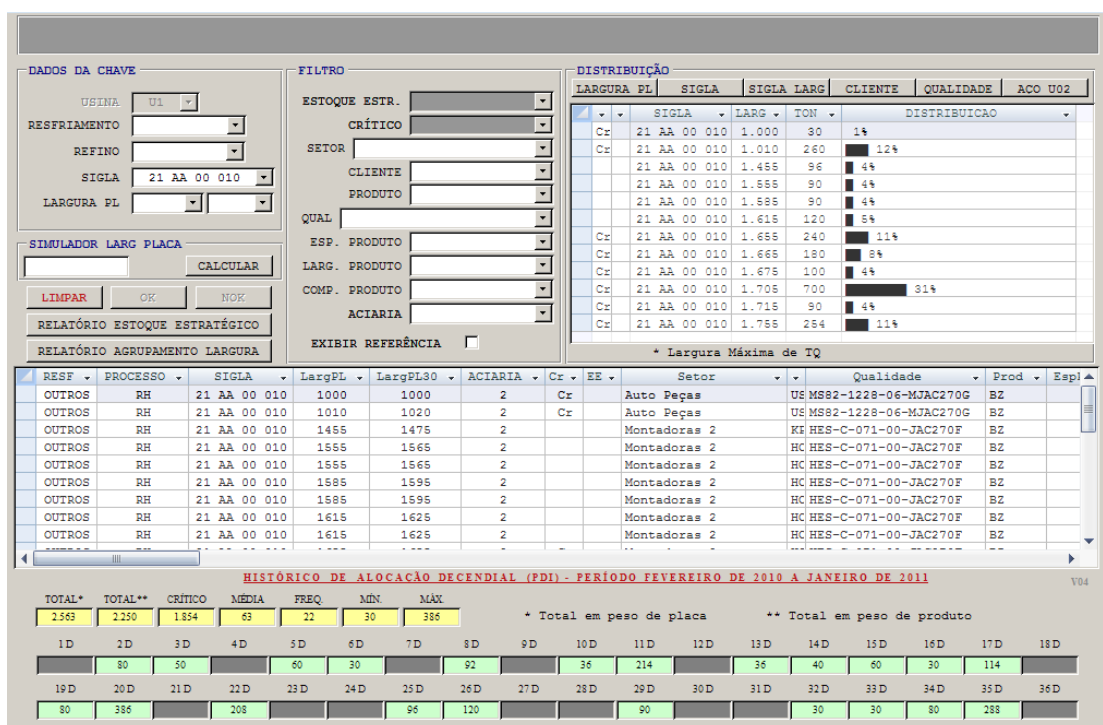 DADOS DA CHAVE
USINA U1
RESFRIAMENTO
REFINO
SIGLA 21 AA 00 010
LARGURA PL
SIMULADOR LARG PLACA
CALCULAR
LIMPAR OK NOK
RELATÓRIO ESTOQUE ESTRATÉGICO
RELATÓRIO AGRUPAMENTO LARGURA
FILTRO
ESTOQUE ESTR.
CRÍTICO
SETOR
CLIENTE
PRODUTO
QUAL
ESP. PRODUTO
LARG. PRODUTO
COMP. PRODUTO
ACIARIA
EXIBIR REFERÊNCIA
DISTRIBUIÇÃO
LARGURA PL SIGLA SIGLA LARG CLIENTE QUALIDADE ACO U02
SIGLA LARG TON DISTRIBUICAO
Cr 21 AA 00 010 1.000 30 1%
Cr 21 AA 00 010 1.010 260 12%
21 AA 00 010 1.455 96 4%
21 AA 00 010 1.555 90 4%
21 AA 00 010 1.585 90 4%
21 AA 00 010 1.615 120 5%
Cr 21 AA 00 010 1.655 240 11%
Cr 21 AA 00 010 1.665 180 8%
Cr 21 AA 00 010 1.675 100 4%
Cr 21 AA 00 010 1.705 700 31%
Cr 21 AA 00 010 1.715 90 4%
Cr 21 AA 00 010 1.755 254 11%
* Largura Máxima de TQ
RESF PROCESSO SIGLA LargPL LargPL30 ACIARIA Cr EE Setor Qualidade Prod Espl
OUTROS RH 21 AA 00 010 1000 1000 2 Cr Auto Peças US MS82-1228-06-MJAC270G BZ
OUTROS RH 21 AA 00 010 1010 1020 2 Cr Auto Peças US MS82-1228-06-MJAC270G BZ
OUTROS RH 21 AA 00 010 1455 1475 2 Montadoras 2 HES-C-071-00-JAC270F BZ
OUTROS RH 21 AA 00 010 1555 1565 2 Montadoras 2 HES-C-071-00-JAC270F BZ
OUTROS RH 21 AA 00 010 1555 1565 2 Montadoras 2 HES-C-071-00-JAC270F BZ
OUTROS RH 21 AA 00 010 1585 1595 2 Montadoras 2 HES-C-071-00-JAC270F BZ
OUTROS RH 21 AA 00 010 1585 1595 2 Montadoras 2 HES-C-071-00-JAC270F BZ
OUTROS RH 21 AA 00 010 1615 1625 2 Montadoras 2 HES-C-071-00-JAC270F BZ
OUTROS RH 21 AA 00 010 1615 1625 2 Montadoras 2 HES-C-071-00-JAC270F BZ
HISTÓRICO DE ALOCAÇÃO DECENDIAL (PDI) - PERÍODO FEVEREIRO DE 2010 A JANEIRO DE 2011 V04
TOTAL* TOTAL** CRÍTICO MÉDIA FREQ. MÍN. MÁX.
2.563 2.250 1.854 63 22 30 386 * Total em peso de placa ** Total em peso de produto
1D 2D 3D 4D 5D 6D 7D 8D 9D 10D 11D 12D 13D 14D 15D 16D 17D 18D
80 50 60 30 92 36 214 36 40 60 30 114
19D 20D 21D 22D 23D 24D 25D 26D 27D 28D 29D 30D 31D 32D 33D 34D 35D 36D
80 386 208 96 120 90 30 30 80 288